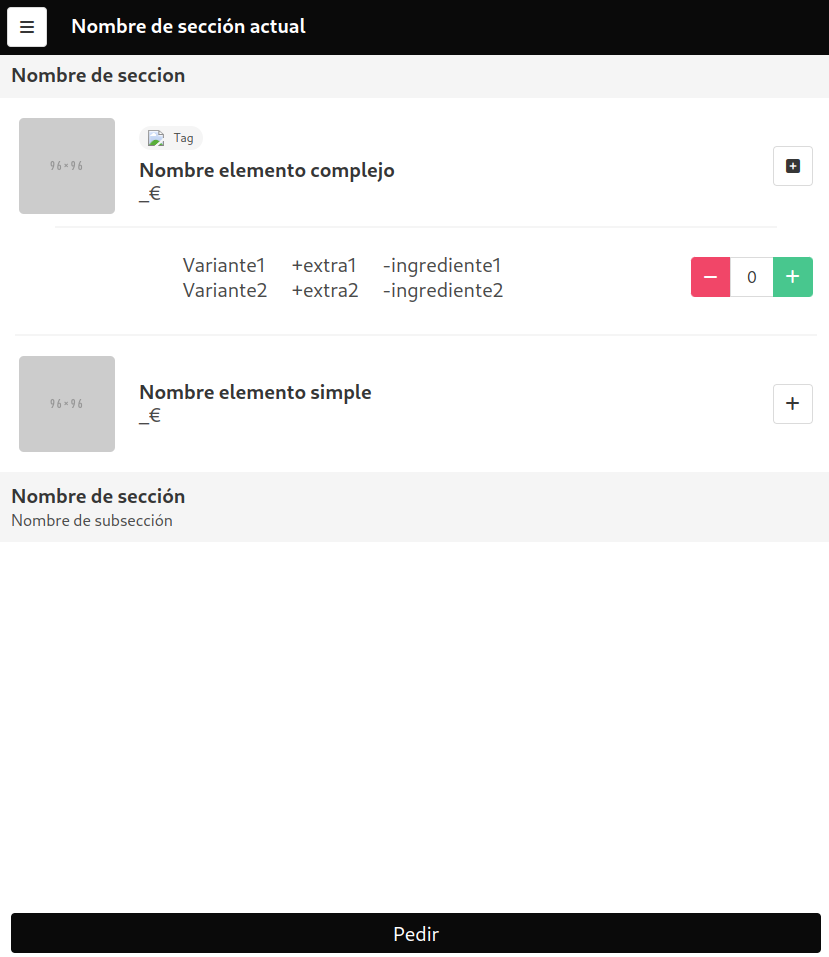 Nombre de sección actual
Nombre de seccion
96×96
Tag
Nombre elemento complejo
_€
Variante1 +extra1 -ingrediente1
Variante2 +extra2 -ingrediente2
− 0 +
96×96
Nombre elemento simple
_€
+
Nombre de sección
Nombre de subsección
Pedir